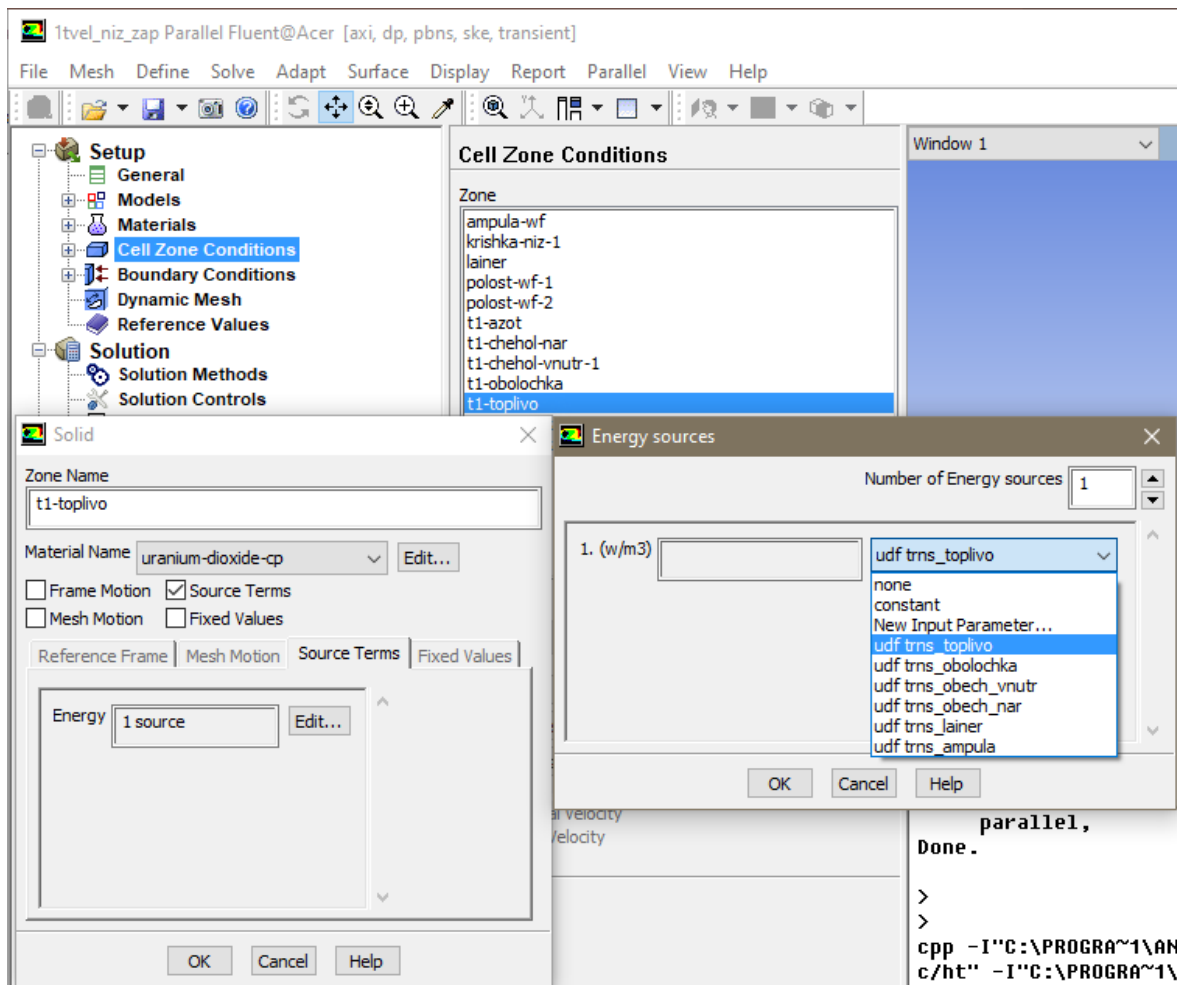 1tvel_niz_zap Parallel Fluent@Acer [axi, dp, pbns, ske, transient]
File Mesh Define Solve Adapt Surface Display Report Parallel View Help
Setup
General
Models
Materials
Cell Zone Conditions
Boundary Conditions
Dynamic Mesh
Reference Values
Solution
Solution Methods
Solution Controls
Cell Zone Conditions
Zone
ampula-wf
krishka-niz-1
lainer
polost-wf-1
polost-wf-2
t1-azot
t1-chehol-nar
t1-chehol-vnutr-1
t1-obolochka
t1-toplivo
Window 1
Solid
Zone Name
t1-toplivo
Material Name uranium-dioxide-cp Edit...
Frame Motion Source Terms
Mesh Motion Fixed Values
Reference Frame Mesh Motion Source Terms Fixed Values
Energy 1 source Edit...
OK Cancel Help
Energy sources
Number of Energy sources 1
1. (w/m3) udf trns_toplivo
none
constant
New Input Parameter...
udf trns_toplivo
udf trns_obolochka
udf trns_obech_vnutr
udf trns_obech_nar
udf trns_lainer
udf trns_ampula
OK Cancel Help
Velocity
Velocity
parallel,
Done.
>
>
cpp -I"C:\PROGRA~1\AN
c/ht" -I"C:\PROGRA~1\